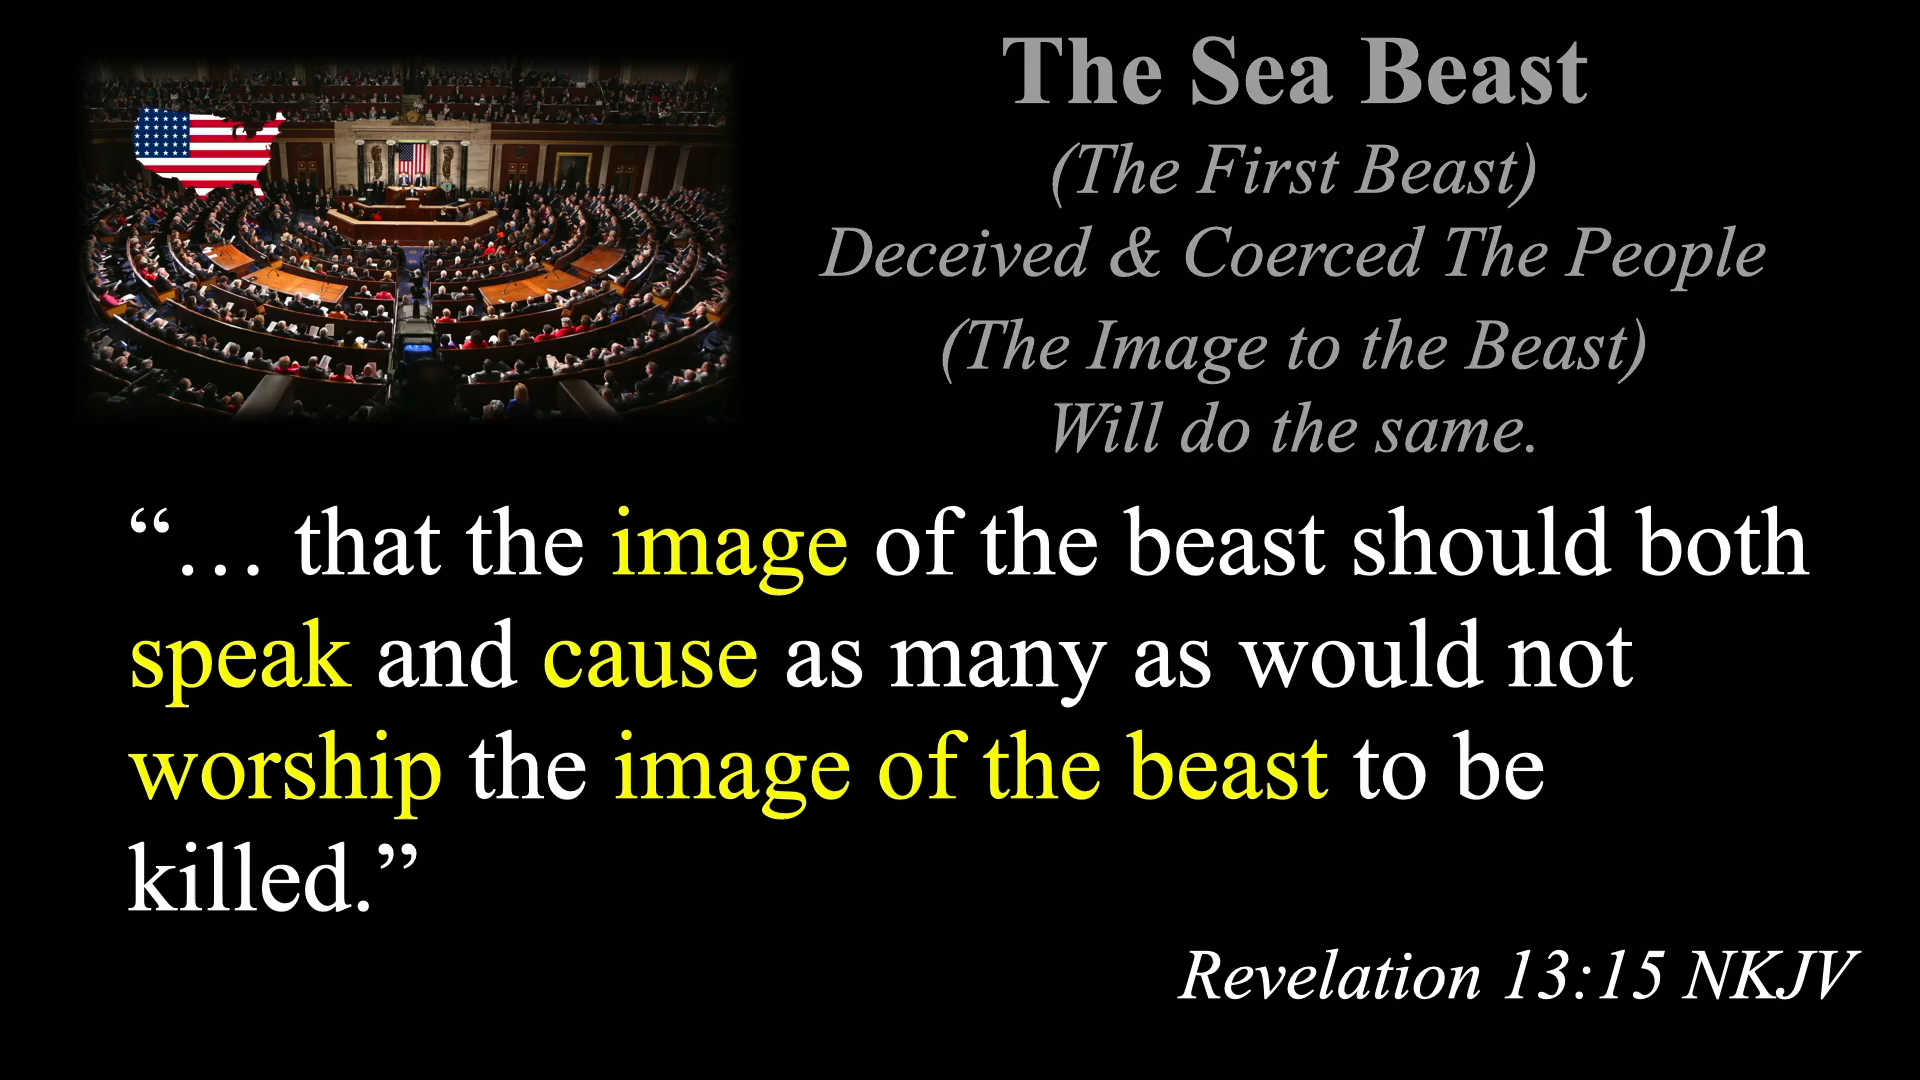 The Sea Beast
(The First Beast)
Deceived & Coerced The People
(The Image to the Beast)
Will do the same.
“… that the image of the beast should both
speak and cause as many as would not
worship the image of the beast to be
killed.”
Revelation 13:15 NKJV